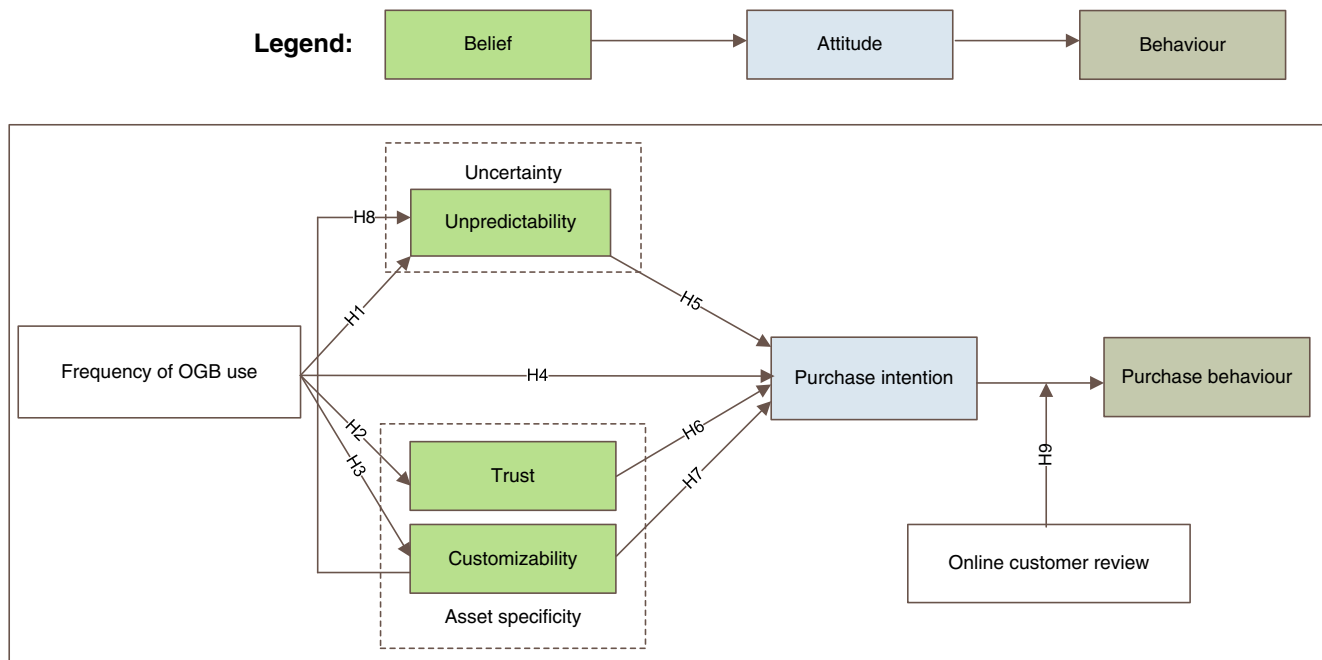 Legend:
Belief
Attitude
Behaviour
Uncertainty
Unpredictability
H8
H1
H5
Frequency of OGB use
H4
Purchase intention
Purchase behaviour
H2
H3
H6
H7
H9
Trust
Customizability
Asset specificity
Online customer review